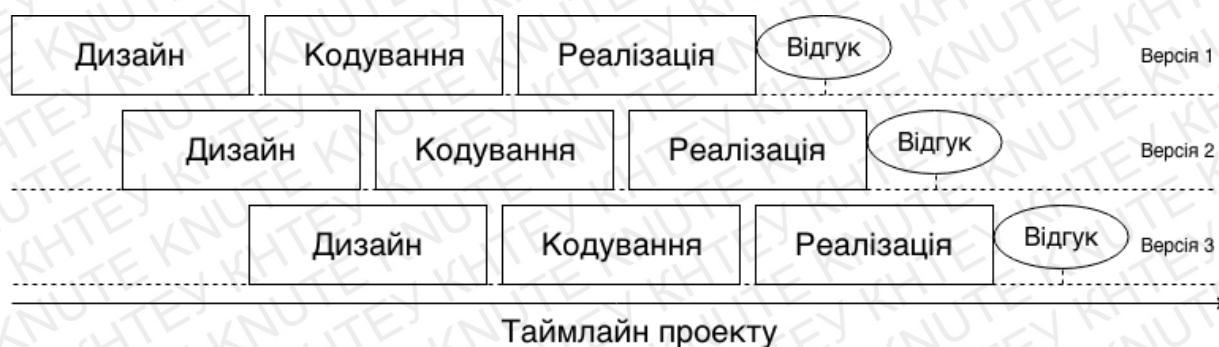 Дизайн Кодування Реалізація Відгук Версія 1
Дизайн Кодування Реалізація Відгук Версія 2
Дизайн Кодування Реалізація Відгук Версія 3
Таймлайн проекту